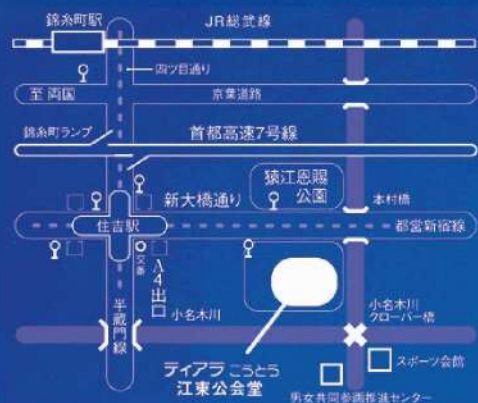 錦糸町駅
JR総武線
四ツ目通り
至両国
京葉道路
錦糸町ランプ
首都高速7号線
猿江恩賜
公園
新大橋通り
本村橋
住吉駅
都営新宿線
交番
A4出口
半蔵門線
小名木川
小名木川
クローバー橋
ティアラこうとう
江東公会堂
スポーツ会館
男女共同参画推進センター